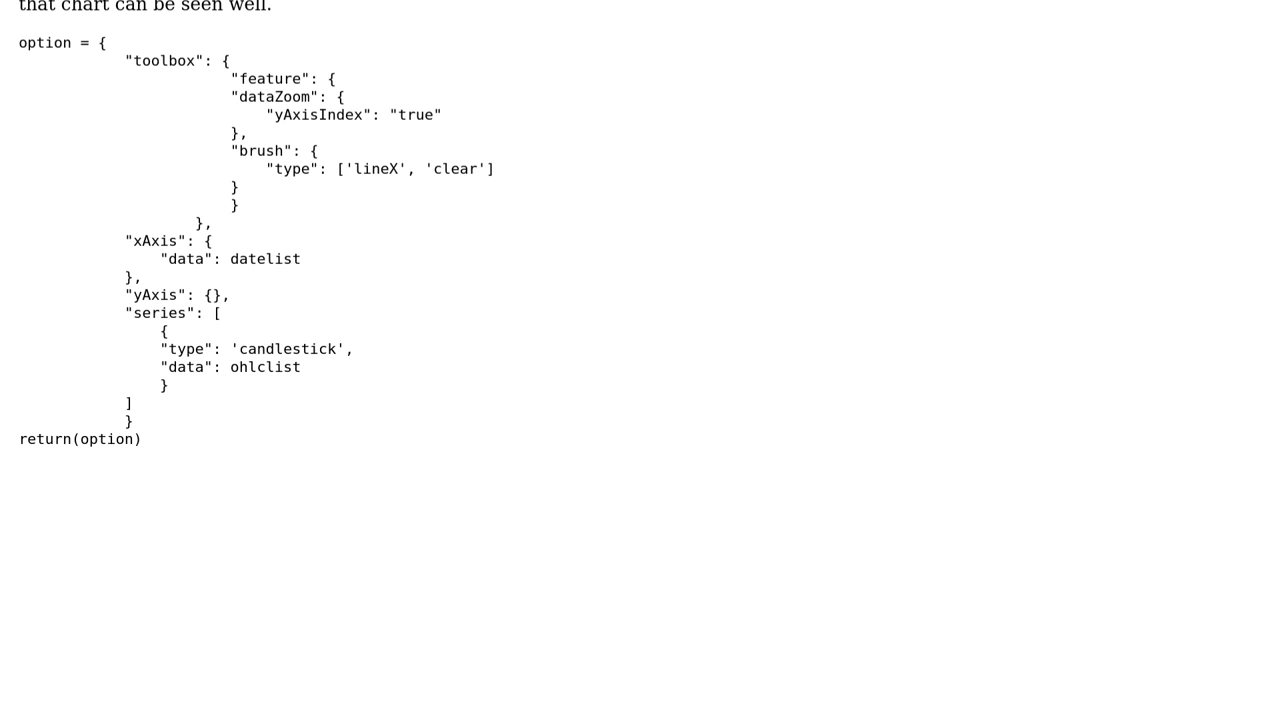 that chart can be seen well.
option = {
            "toolbox": {
                        "feature": {
                        "dataZoom": {
                            "yAxisIndex": "true"
                        },
                        "brush": {
                            "type": ['lineX', 'clear']
                        }
                        }
                    },
            "xAxis": {
                "data": datelist
            },
            "yAxis": {},
            "series": [
                {
                "type": 'candlestick',
                "data": ohlclist
                }
            ]
            }
return(option)